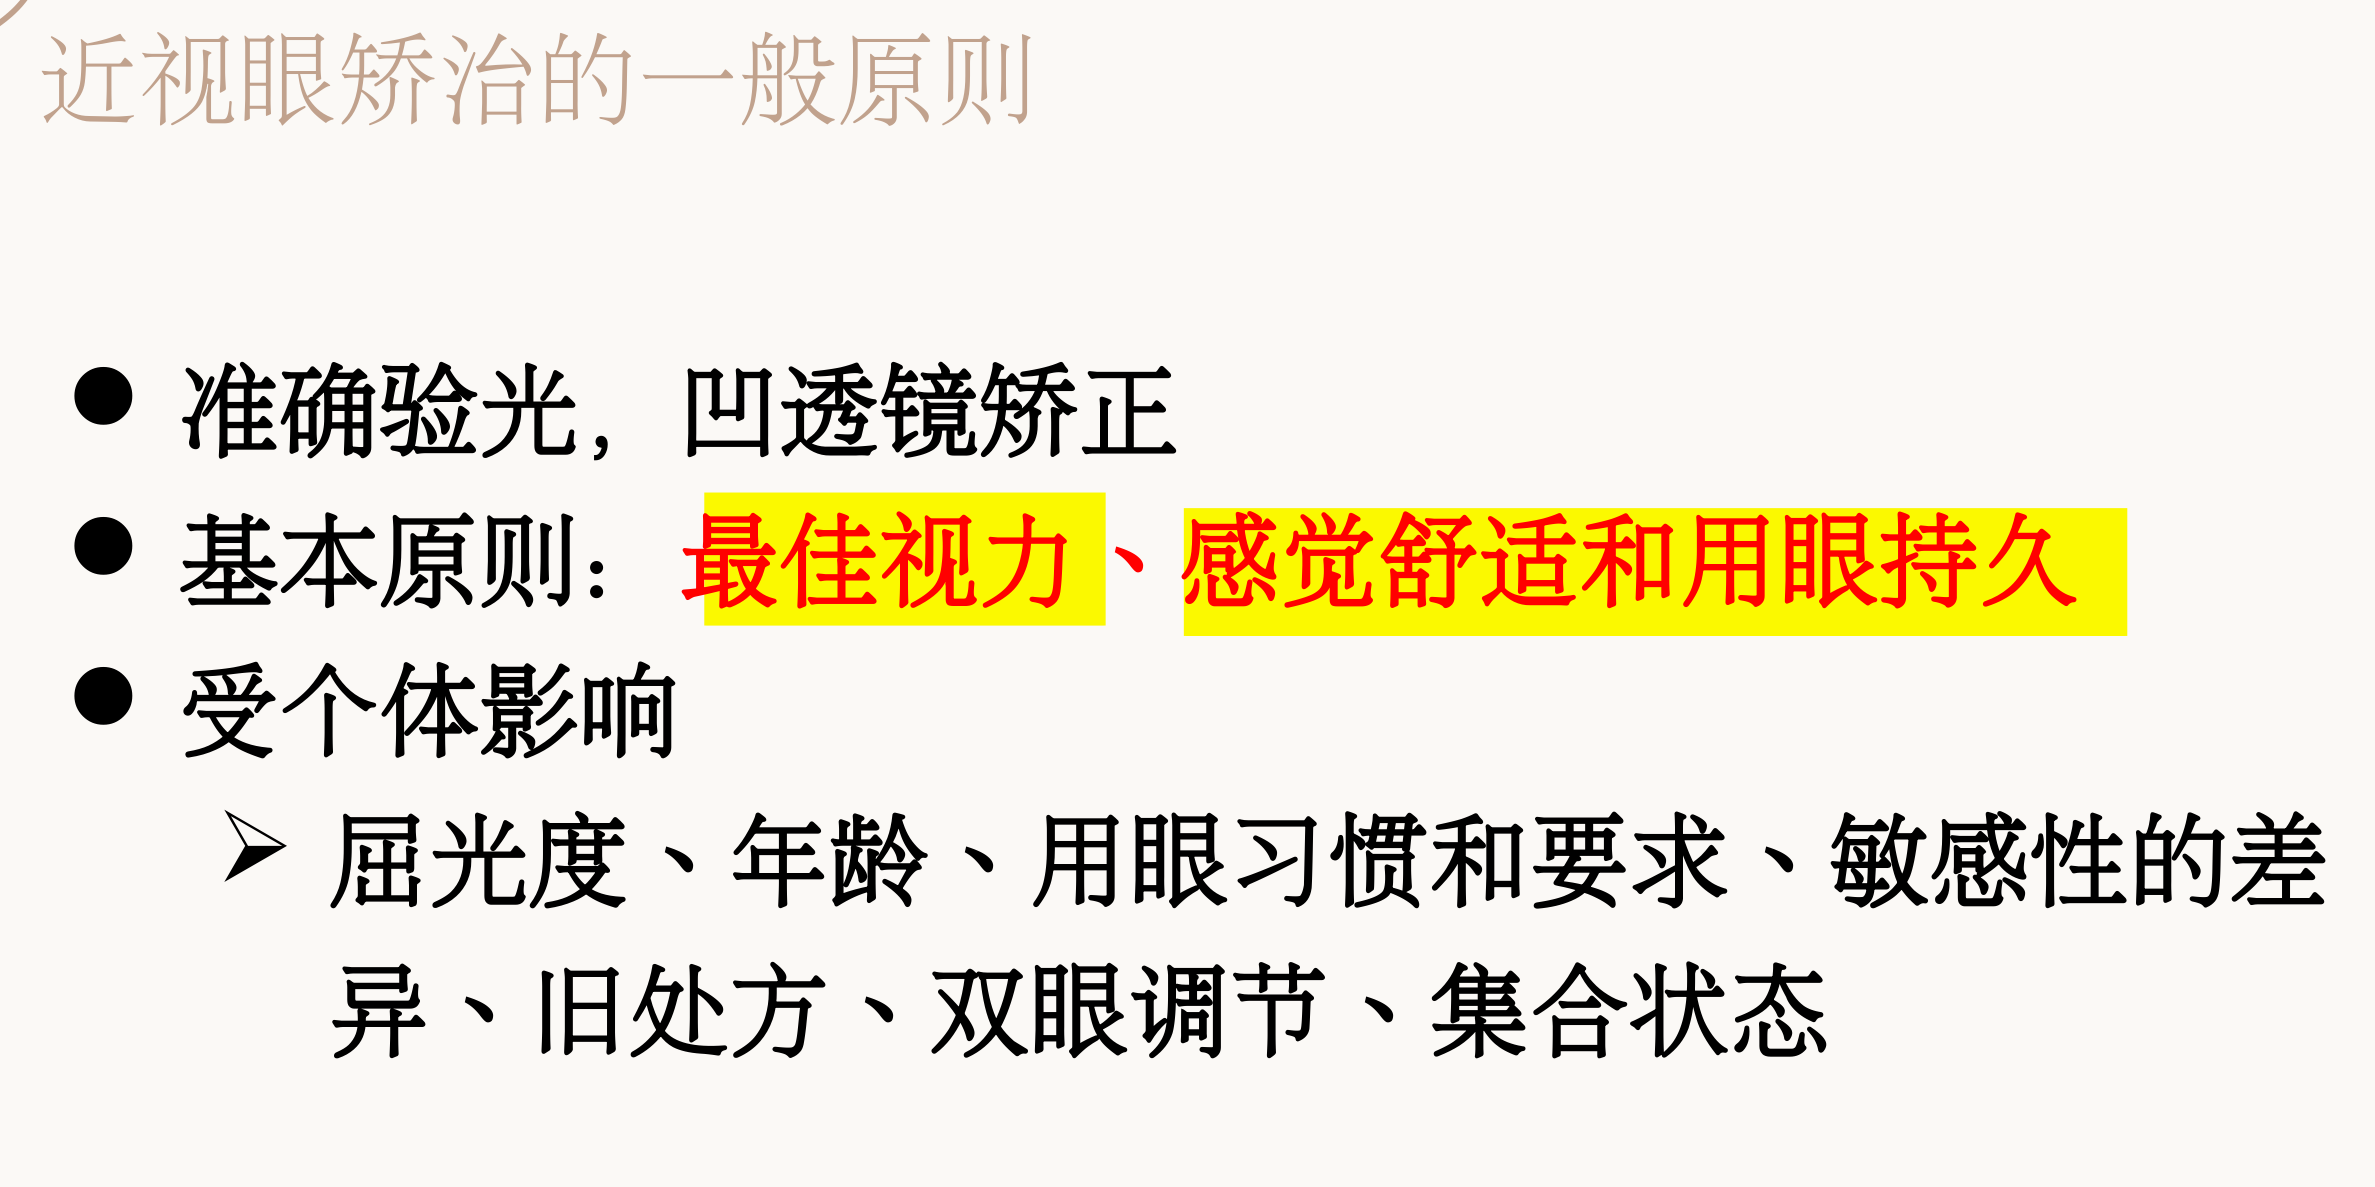 近视眼矫治的一般原则
● 准确验光，凹透镜矫正
● 基本原则：最佳视力、感觉舒适和用眼持久
● 受个体影响
➢ 屈光度、年龄、用眼习惯和要求、敏感性的差
异、旧处方、双眼调节、集合状态